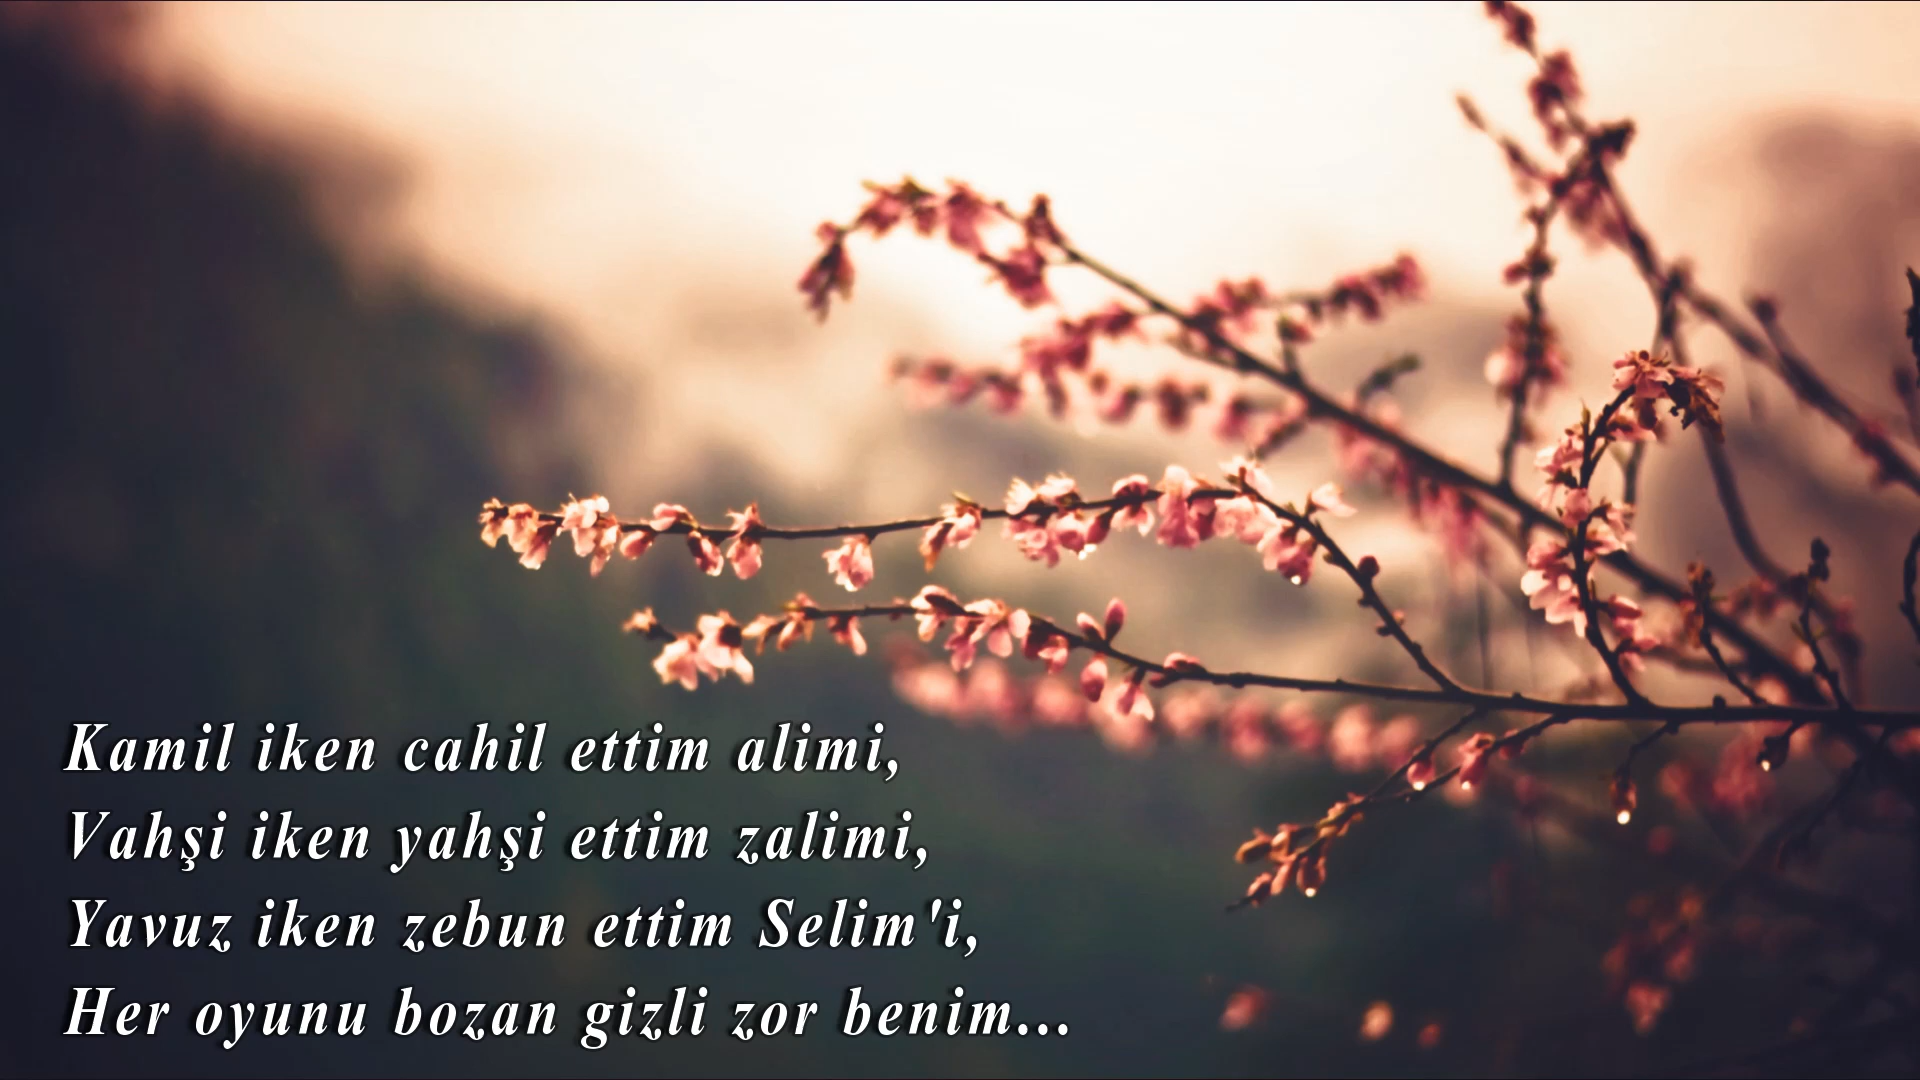 Kamil iken cahil ettim alimi,
Vahşi iken yahşi ettim zalimi,
Yavuz iken zebun ettim Selim'i,
Her oyunu bozan gizli zor benim...